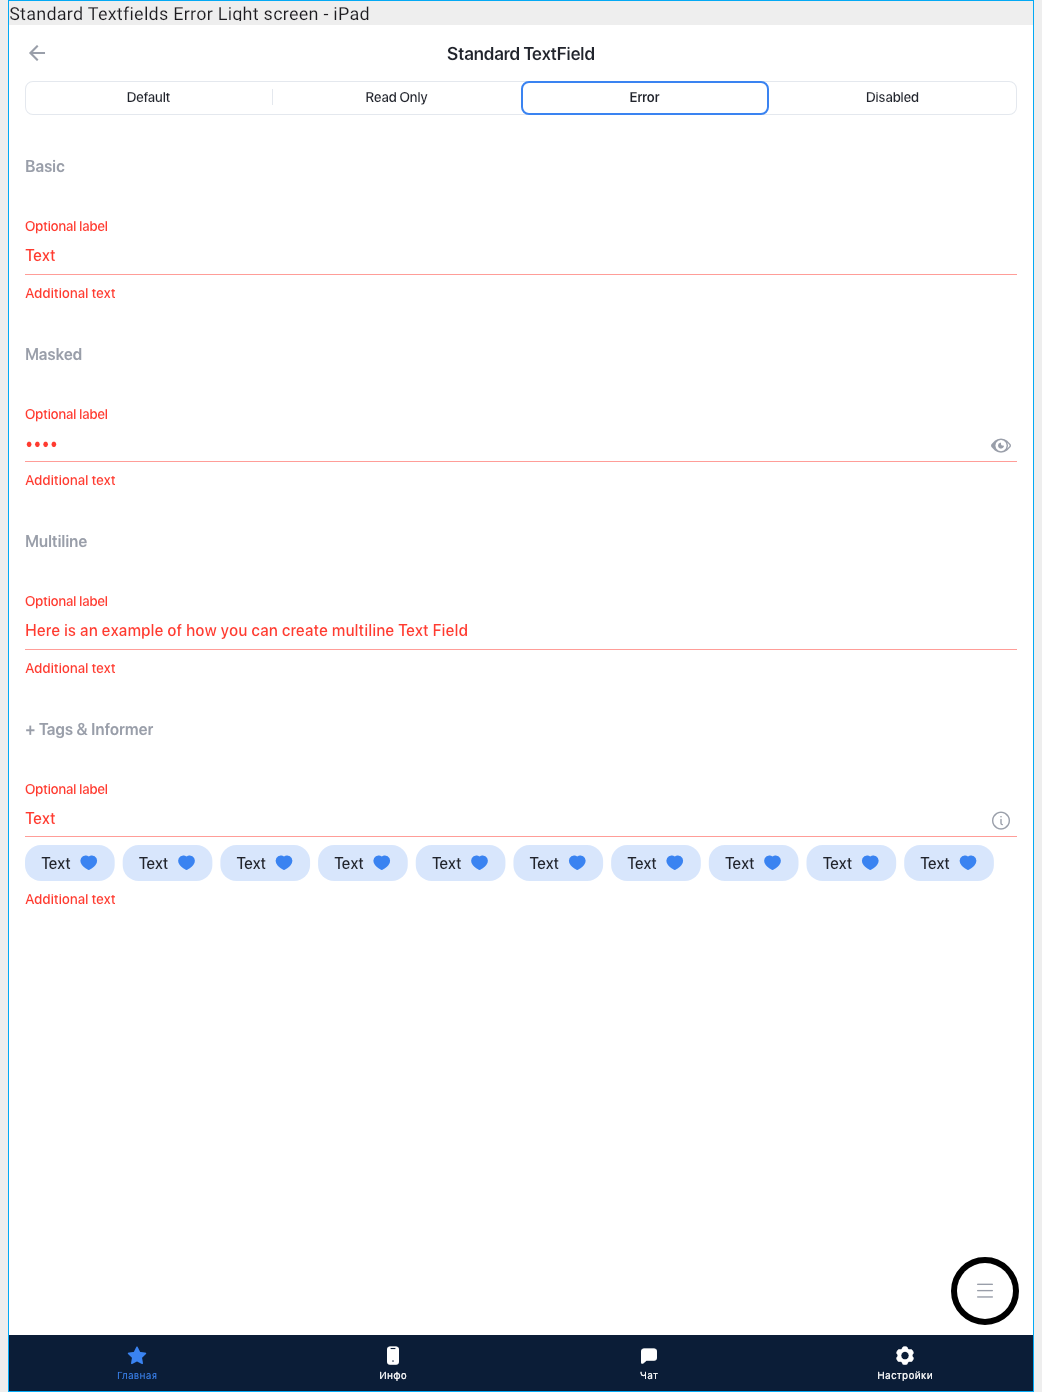 Standard Textfields Error Light screen - iPad
Standard TextField
Default Read Only Error Disabled
Basic
Optional label
Text
Additional text
Masked
Optional label
••••
Additional text
Multiline
Optional label
Here is an example of how you can create multiline Text Field
Additional text
+ Tags & Informer
Optional label
Text
Text Text Text Text Text Text Text Text Text Text
Additional text
Главная Инфо Чат Настройки